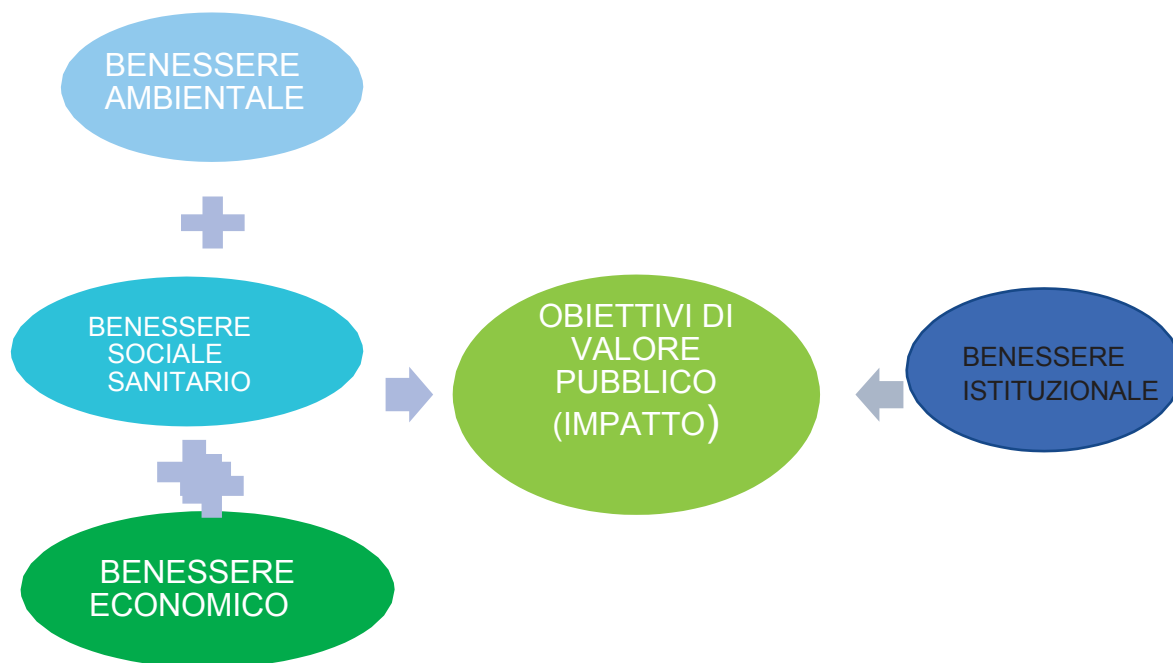 BENESSERE
AMBIENTALE
BENESSERE
SOCIALE
SANITARIO
BENESSERE
ECONOMICO
OBIETTIVI DI
VALORE
PUBBLICO
(IMPATTO)
BENESSERE
ISTITUZIONALE